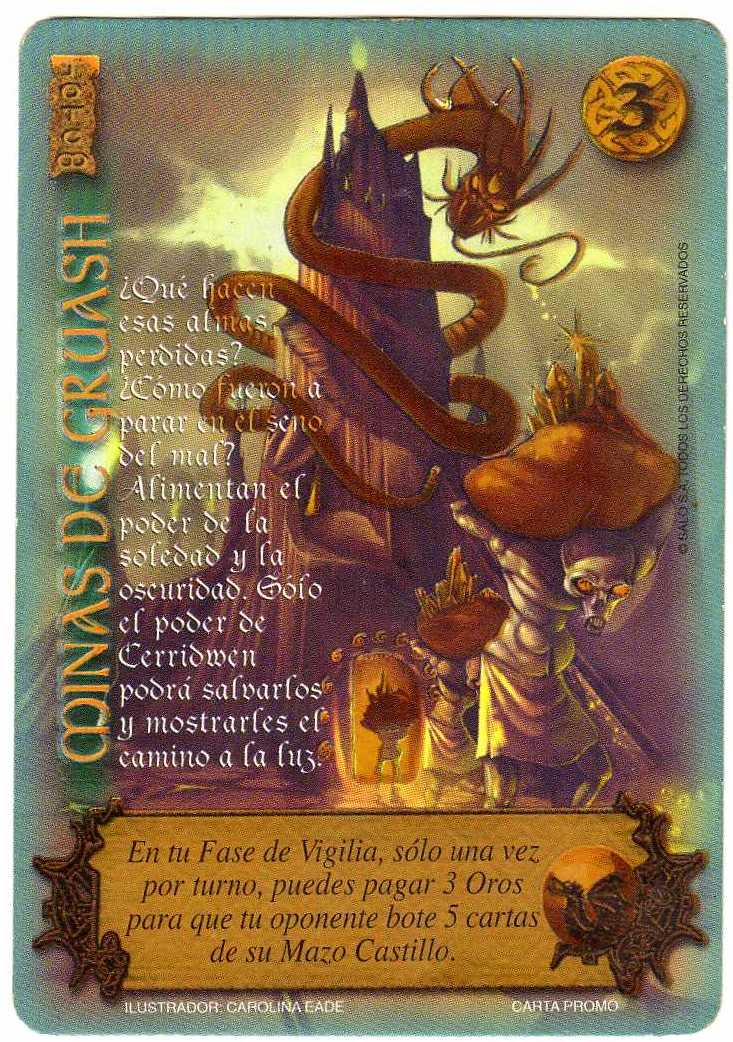 3
MINAS DE GRUASH
¿Qué hacen
esas almas
perdidas?
¿Cómo fueron a
parar en el seno
del mal?
Alimentan el
poder de la
soledad y la
oscuridad. Sólo
el poder de
Cerridwen
podrá salvarlos
y mostrarles el
camino a la luz.
© SALO S.A TODOS LOS DERECHOS RESERVADOS
En tu Fase de Vigilia, sólo una vez
por turno, puedes pagar 3 Oros
para que tu oponente bote 5 cartas
de su Mazo Castillo.
ILUSTRADOR: CAROLINA EADE
CARTA PROMO